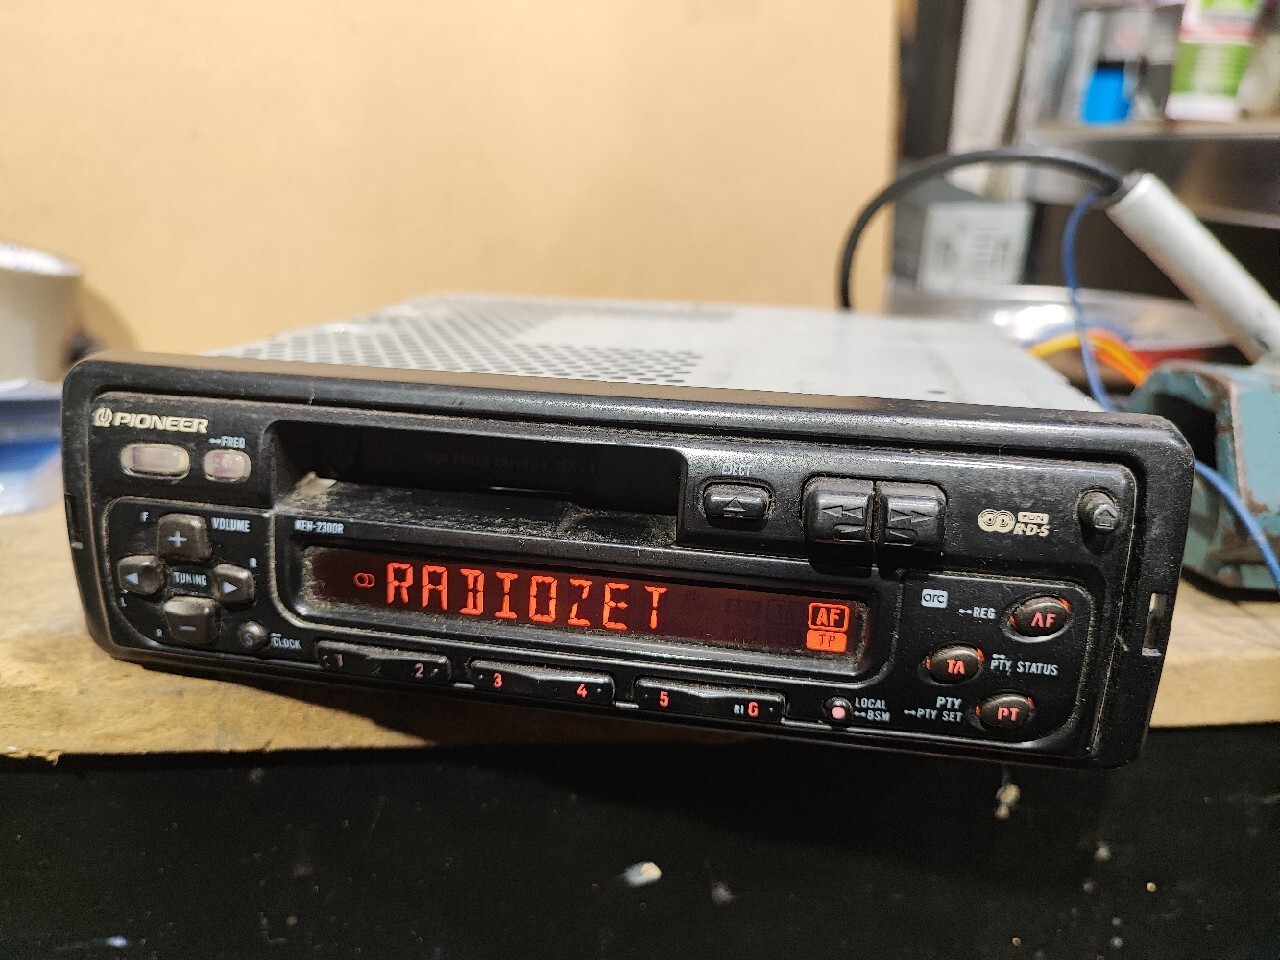 PIONEER
FREQ
EJECT
VOLUME
KEH-2300R
F
R
TUNING
L
R
S
CLOCK
RADIOZET
AF
TP
1
2
3
4
5
6
LOCAL
BSM
EON
R·D·S
arc
REG
AF
TA
PTY STATUS
PTY
PTY SET
PT